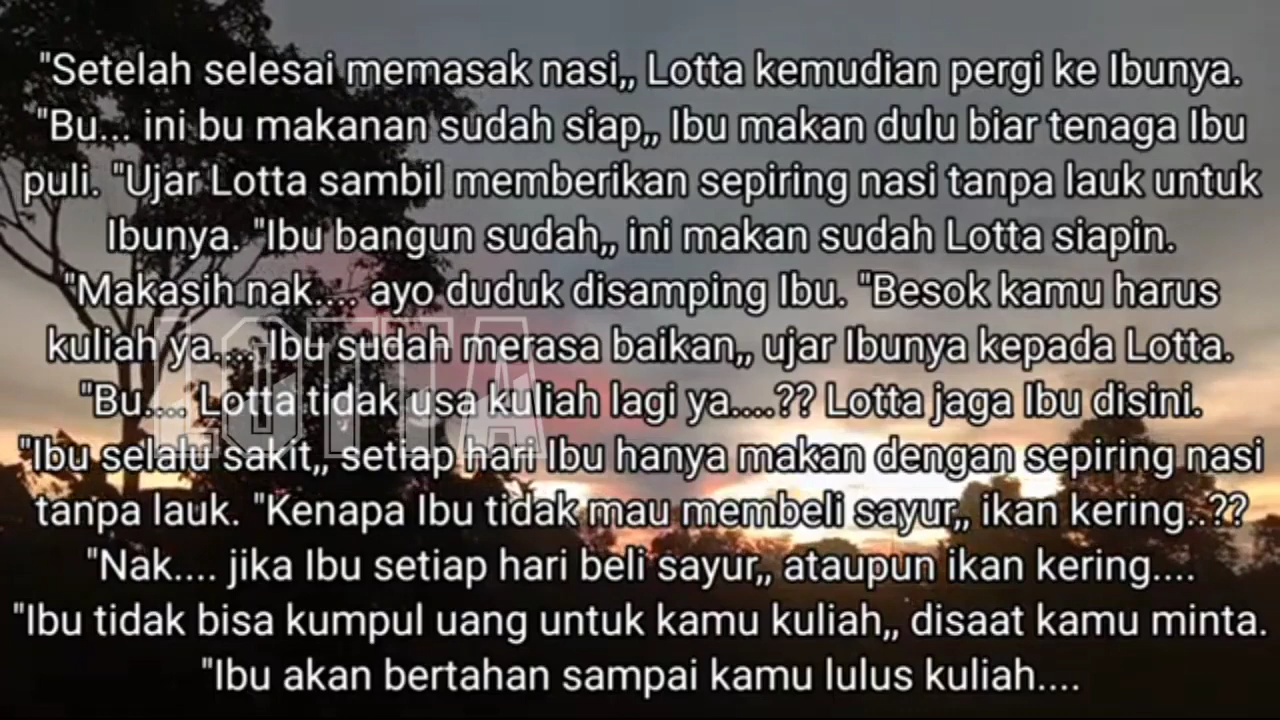 "Setelah selesai memasak nasi,, Lotta kemudian pergi ke Ibunya.
"Bu... ini bu makanan sudah siap,, Ibu makan dulu biar tenaga Ibu
puli. "Ujar Lotta sambil memberikan sepiring nasi tanpa lauk untuk
Ibunya. "Ibu bangun sudah,, ini makan sudah Lotta siapin.
"Makasih nak.... ayo duduk disamping Ibu. "Besok kamu harus
kuliah ya.... Ibu sudah merasa baikan,, ujar Ibunya kepada Lotta.
"Bu.... Lotta tidak usa kuliah lagi ya....?? Lotta jaga Ibu disini.
"Ibu selalu sakit,, setiap hari Ibu hanya makan dengan sepiring nasi
tanpa lauk. "Kenapa Ibu tidak mau membeli sayur,, ikan kering..??
"Nak.... jika Ibu setiap hari beli sayur,, ataupun ikan kering....
"Ibu tidak bisa kumpul uang untuk kamu kuliah,, disaat kamu minta.
"Ibu akan bertahan sampai kamu lulus kuliah....
LOTTA